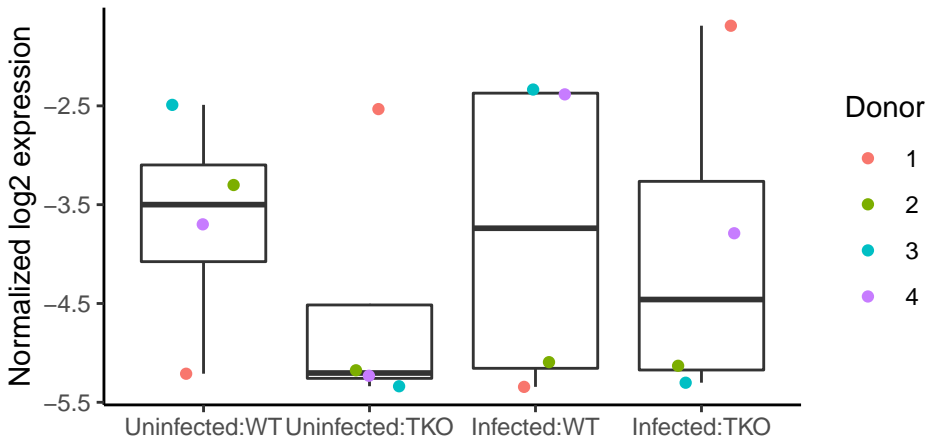 Normalized log2 expression
−2.5
−3.5
−4.5
−5.5
Uninfected:WT
Uninfected:TKO
Infected:WT
Infected:TKO
Donor
1
2
3
4